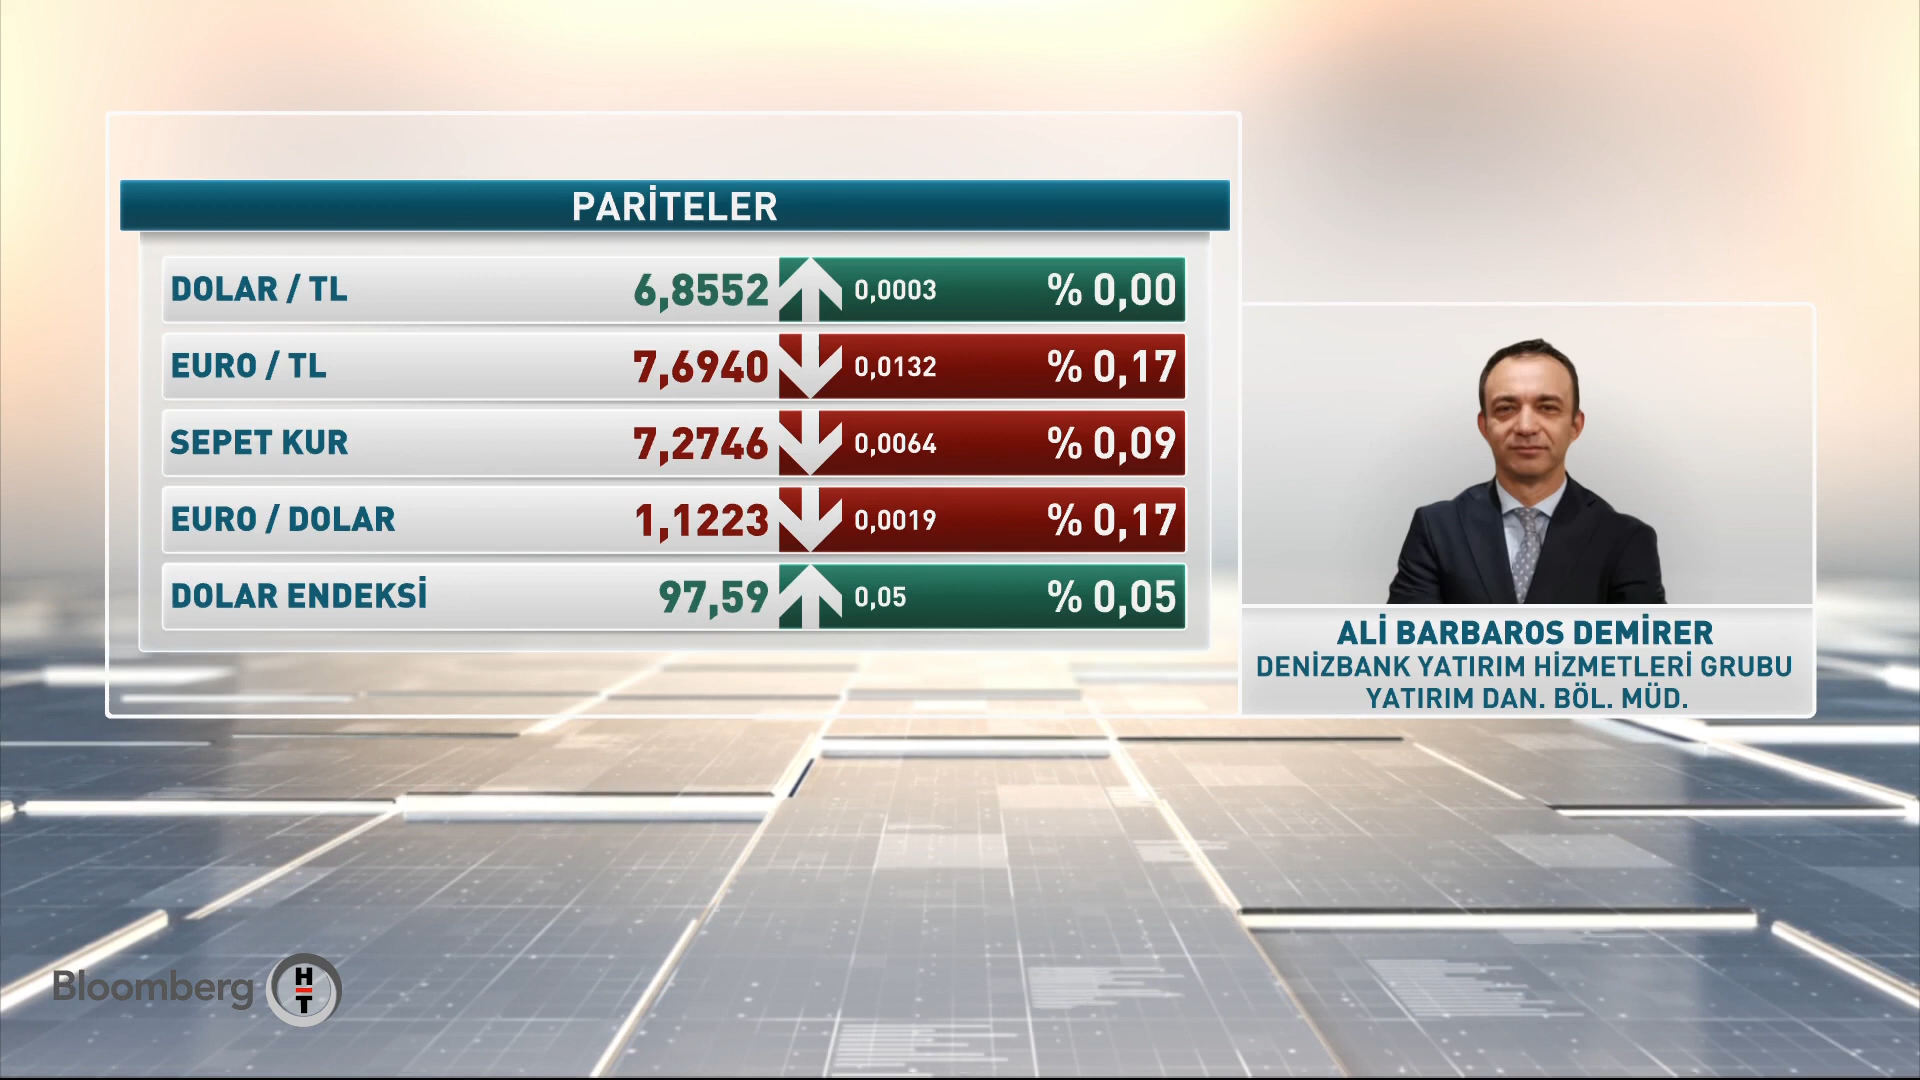 PARİTELER
DOLAR / TL 6,8552 0,0003 % 0,00
EURO / TL 7,6940 0,0132 % 0,17
SEPET KUR 7,2746 0,0064 % 0,09
EURO / DOLAR 1,1223 0,0019 % 0,17
DOLAR ENDEKSİ 97,59 0,05 % 0,05
ALİ BARBAROS DEMİRER
DENİZBANK YATIRIM HİZMETLERİ GRUBU
YATIRIM DAN. BÖL. MÜD.
Bloomberg HT